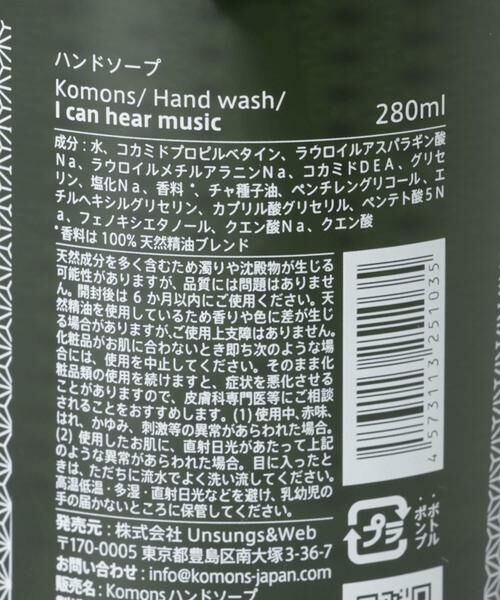 ハンドソープ
Komons/ Hand wash/
I can hear music
280ml
成分：水、コカミドプロピルベタイン、ラウロイルアスパラギン酸
Na、ラウロイルメチルアラニンNa、コカミドDEA、グリセ
リン、塩化Na、香料*、チャ種子油、ペンチレングリコール、エ
チルヘキシルグリセリン、カプリル酸グリセリル、ペンテト酸5N
a、フェノキシエタノール、クエン酸Na、クエン酸
*香料は100%天然精油ブレンド
天然成分を多く含むため濁りや沈殿物が生じる
可能性がありますが、品質には問題はありませ
ん。開封後は6か月以内にご使用ください。天
然精油を使用しているため香りや色に差が生じ
る場合がありますが、ご使用上支障はありません。
化粧品がお肌に合わないとき即ち次のような場
合には、使用を中止してください。そのまま化
粧品類の使用を続けますと、症状を悪化させる
ことがありますので、皮膚科専門医等にご相談
されることをおすすめします。(1)使用中、赤味、
はれ、かゆみ、刺激等の異常があらわれた場合。
(2)使用したお肌に、直射日光があたって上記
のような異常があらわれた場合。目に入ったと
きは、ただちに流水でよく洗い流してください。
高温低温・多湿・直射日光などを避け、乳幼児の
手の届かないところに保管してください。
4573113251035
プラ
ボトル
ポンプ
発売元：株式会社 Unsungs&Web
〒170-0005 東京都豊島区南大塚3-36-7
お問い合わせ：info@komons-japan.com
販売名：Komonsハンドソープ